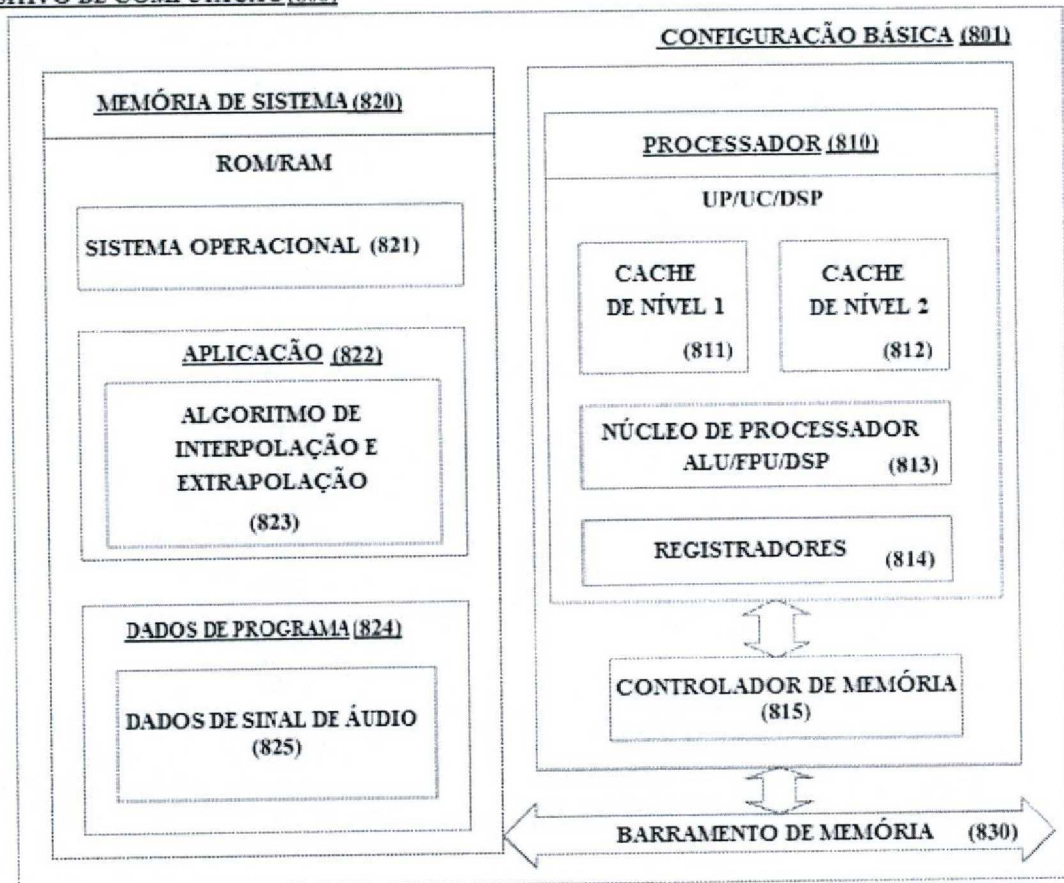 DE
CONFIGURAÇÃO BÁSICA (801)
MEMÓRIA DE SISTEMA (820)
ROM/RAM
SISTEMA OPERACIONAL (821)
APLICAÇÃO (822)
ALGORITMO DE
INTERPOLAÇÃO E
EXTRAPOLAÇÃO
(823)
DADOS DE PROGRAMA (824)
DADOS DE SINAL DE ÁUDIO
(825)
PROCESSADOR (810)
UP/UC/DSP
CACHE
DE NÍVEL 1
(811)
CACHE
DE NÍVEL 2
(812)
NÚCLEO DE PROCESSADOR
ALU/FPU/DSP (813)
REGISTRADORES (814)
CONTROLADOR DE MEMÓRIA
(815)
BARRAMENTO DE MEMÓRIA (830)